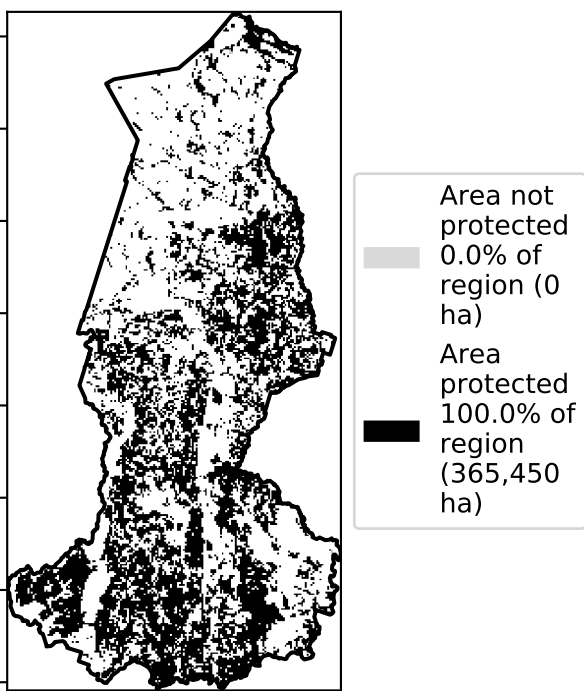 Area not
protected
0.0% of
region (0
ha)
Area
protected
100.0% of
region
(365,450
ha)